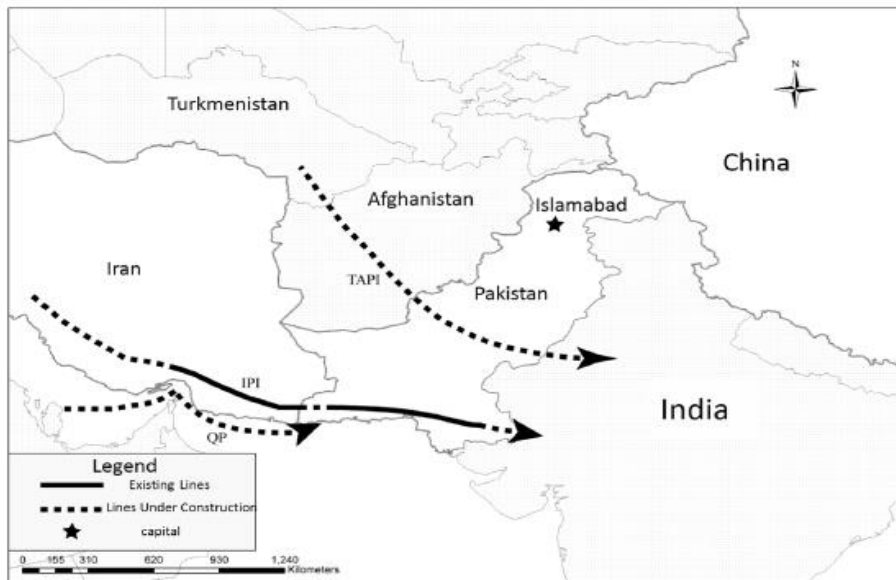 N
Turkmenistan
China
Afghanistan
Islamabad
Iran
TAPI
Pakistan
IPI
India
QP
Legend
Existing Lines
Lines Under Construction
capital
0 155 310 620 930 1,240
Kilometers